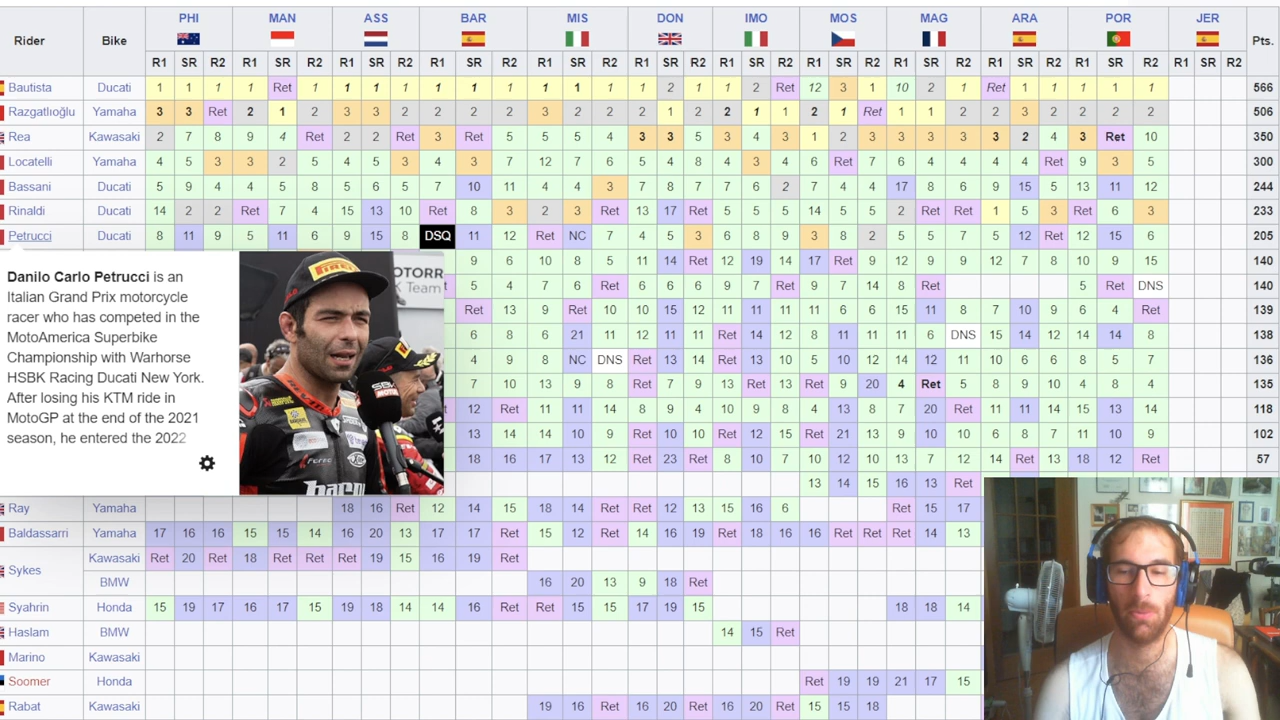 PHI MAN ASS BAR MIS DON IMO MOS MAG ARA POR JER
Rider Bike Pts.
R1 SR R2 R1 SR R2 R1 SR R2 R1 SR R2 R1 SR R2 R1 SR R2 R1 SR R2 R1 SR R2 R1 SR R2 R1 SR R2 R1 SR R2 R1 SR R2
Bautista Ducati 1 1 1 1 Ret 1 1 1 1 1 1 1 1 1 1 1 2 1 1 2 Ret 12 3 1 10 2 1 Ret 1 1 1 1 1 566
Razgatlıoğlu Yamaha 3 3 Ret 2 1 2 3 3 2 2 2 2 3 2 2 2 1 2 2 1 1 2 1 Ret 1 1 2 2 3 2 2 2 2 506
Rea Kawasaki 2 7 8 9 4 Ret 2 2 Ret 3 Ret 5 5 5 4 3 3 5 3 4 3 1 2 3 3 3 3 3 2 4 3 Ret 10 350
Locatelli Yamaha 4 5 3 3 2 5 4 5 3 4 3 7 12 7 6 5 4 8 4 3 4 6 Ret 7 6 4 4 4 4 Ret 9 3 5 300
Bassani Ducati 5 9 4 4 5 8 5 6 5 7 10 11 4 4 3 7 8 7 7 6 2 7 4 4 17 8 6 9 15 5 13 11 12 244
Rinaldi Ducati 14 2 2 Ret 7 4 15 13 10 Ret 8 3 2 3 Ret 13 17 Ret 5 5 5 14 5 5 2 Ret Ret 1 5 3 Ret 6 3 233
Petrucci Ducati 8 11 9 5 11 6 9 15 8 DSQ 11 12 Ret NC 7 4 5 3 6 8 9 3 8 2 5 5 7 5 12 Ret 12 15 6 205
9 6 10 8 5 11 14 Ret 12 19 14 17 Ret 9 12 9 9 12 7 8 10 9 15 140
5 4 7 6 Ret 6 6 6 9 7 Ret 9 7 14 8 Ret 5 Ret DNS 140
Ret 13 9 Ret 10 10 15 12 11 11 11 6 6 15 11 8 7 10 9 6 4 Ret 139
6 8 6 21 11 12 11 11 Ret 14 12 8 11 11 11 6 DNS 15 14 12 14 14 8 138
4 9 8 NC DNS Ret 13 14 Ret 13 10 5 10 12 14 12 11 10 6 6 8 5 7 136
7 10 13 9 8 Ret 7 9 13 Ret 13 Ret 9 20 4 Ret 5 8 9 10 4 8 4 135
12 Ret 11 11 14 8 9 4 10 9 8 4 13 8 7 20 Ret 11 11 14 15 13 14 118
13 14 14 10 9 Ret 10 10 Ret 12 15 Ret 21 13 9 10 10 6 8 7 11 10 9 102
18 16 17 13 12 Ret 23 Ret 8 10 7 10 12 10 12 7 12 14 Ret 13 18 12 Ret 57
13 14 15 16 13 Ret
Danilo Carlo Petrucci is an
Italian Grand Prix motorcycle
racer who has competed in the
MotoAmerica Superbike
Championship with Warhorse
HSBK Racing Ducati New York.
After losing his KTM ride in
MotoGP at the end of the 2021
season, he entered the 2022
Ray Yamaha 18 16 Ret 12 14 15 18 14 Ret Ret 12 13 15 16 6 Ret 15 17
Baldassarri Yamaha 17 16 16 15 15 14 16 20 13 17 17 Ret 15 12 Ret 14 16 19 Ret 18 16 16 Ret Ret Ret 14 13
Sykes Kawasaki Ret 20 Ret 18 Ret Ret Ret 19 15 16 19 Ret
BMW 16 20 13 9 18 Ret
Syahrin Honda 15 19 17 16 17 15 19 18 14 14 16 Ret Ret 15 15 17 19 15 18 18 14
Haslam BMW 14 15 Ret
Marino Kawasaki
Soomer Honda Ret 19 19 21 17 15
Rabat Kawasaki 19 16 Ret 16 20 Ret 16 20 Ret 15 15 18